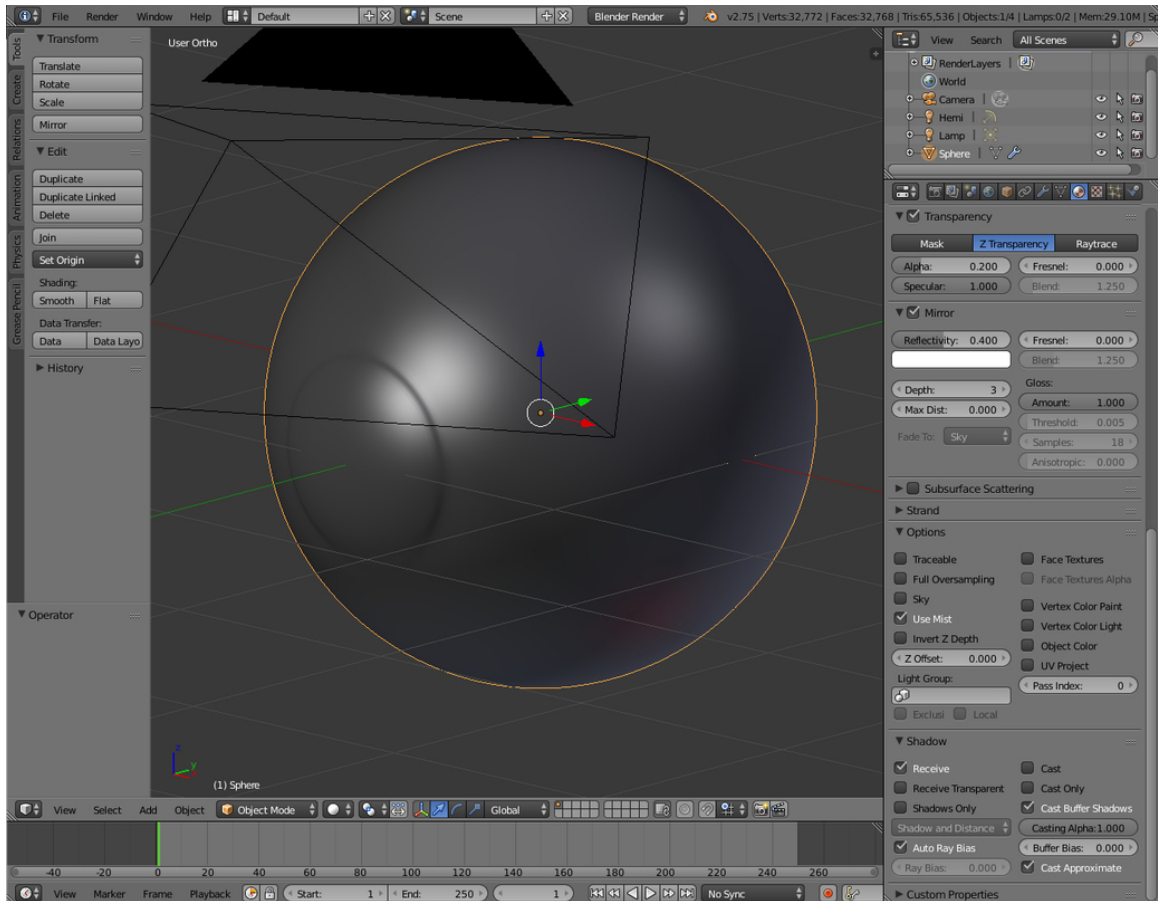 File Render Window Help Default Scene Blender Render v2.75 | Verts:32,772 | Faces:32,768 | Tris:65,536 | Objects:1/4 | Lamps:0/2 | Mem:29.10M | Sp
Tools
Create
Relations
Animation
Physics
Grease Pencil
Transform
Translate
Rotate
Scale
Mirror
Edit
Duplicate
Duplicate Linked
Delete
Join
Set Origin
Shading:
Smooth Flat
Data Transfer:
Data Data Layo
History
Operator
User Ortho
z
y
(1) Sphere
View Select Add Object Object Mode Global
-40 -20 0 20 40 60 80 100 120 140 160 180 200 220 240 260
View Marker Frame Playback Start: 1 End: 250 1 No Sync
View Search All Scenes
RenderLayers
World
Camera
Hemi
Lamp
Sphere
Transparency
Mask Z Transparency Raytrace
Alpha: 0.200 Fresnel: 0.000
Specular: 1.000 Blend: 1.250
Mirror
Reflectivity: 0.400 Fresnel: 0.000
Blend: 1.250
Depth: 3 Gloss:
Max Dist: 0.000 Amount: 1.000
Threshold: 0.005
Fade To: Sky Samples: 18
Anisotropic: 0.000
Subsurface Scattering
Strand
Options
Traceable Face Textures
Full Oversampling Face Textures Alpha
Sky
Use Mist Vertex Color Paint
Invert Z Depth Vertex Color Light
Z Offset: 0.000 Object Color
Light Group: UV Project
Pass Index: 0
Exclusi Local
Shadow
Receive Cast
Receive Transparent Cast Only
Shadows Only Cast Buffer Shadows
Shadow and Distance Casting Alpha:1.000
Auto Ray Bias Buffer Bias: 0.000
Ray Bias: 0.000 Cast Approximate
Custom Properties